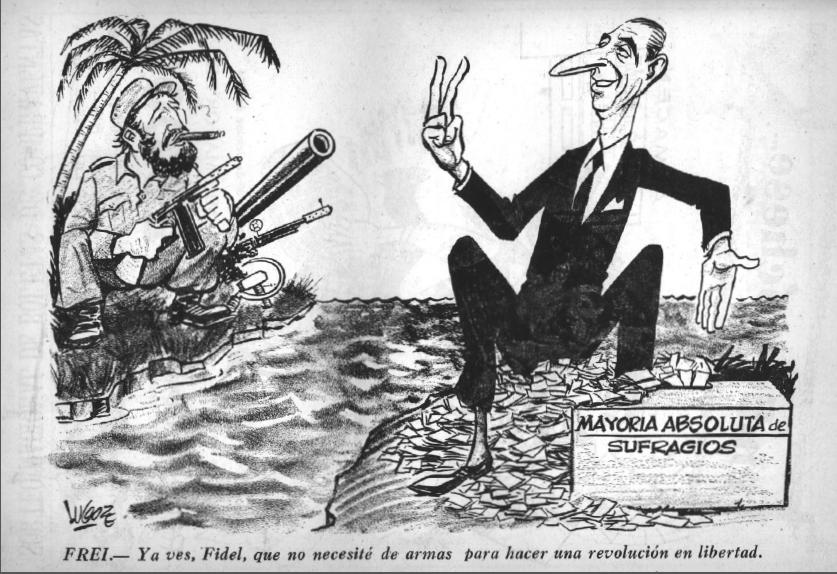 MAYORIA ABSOLUTA de
SUFRAGIOS
LUGOZE
FREI.— Ya ves, Fidel, que no necesité de armas para hacer una revolución en libertad.